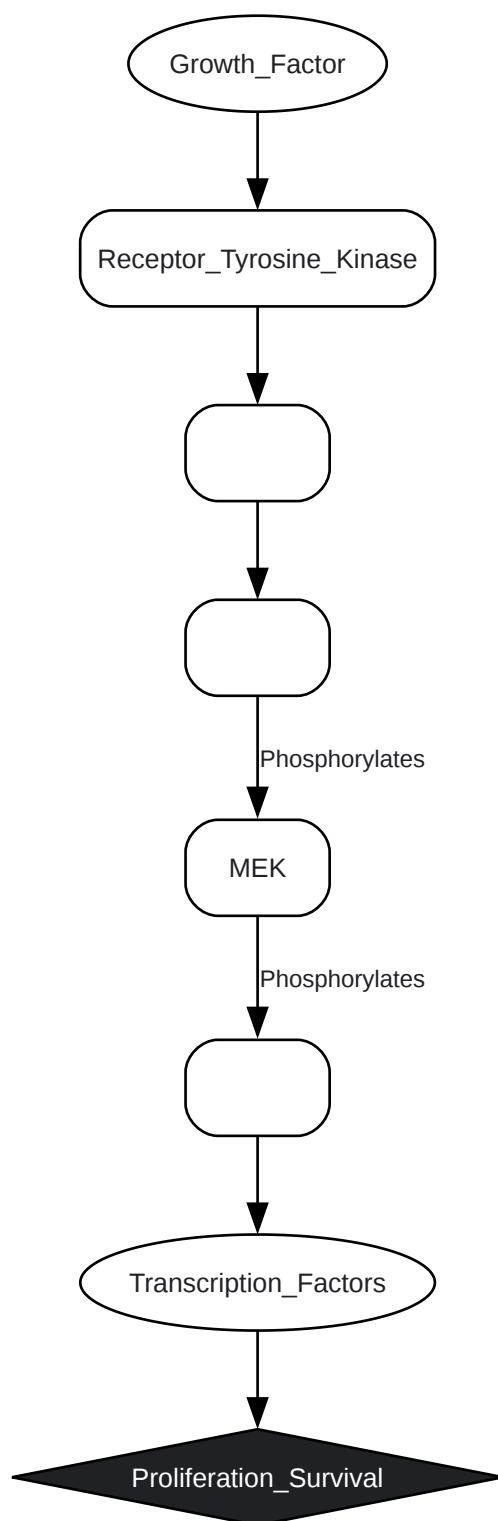 Growth_Factor
Receptor_Tyrosine_Kinase
Phosphorylates
MEK
Phosphorylates
Transcription_Factors
Proliferation_Survival